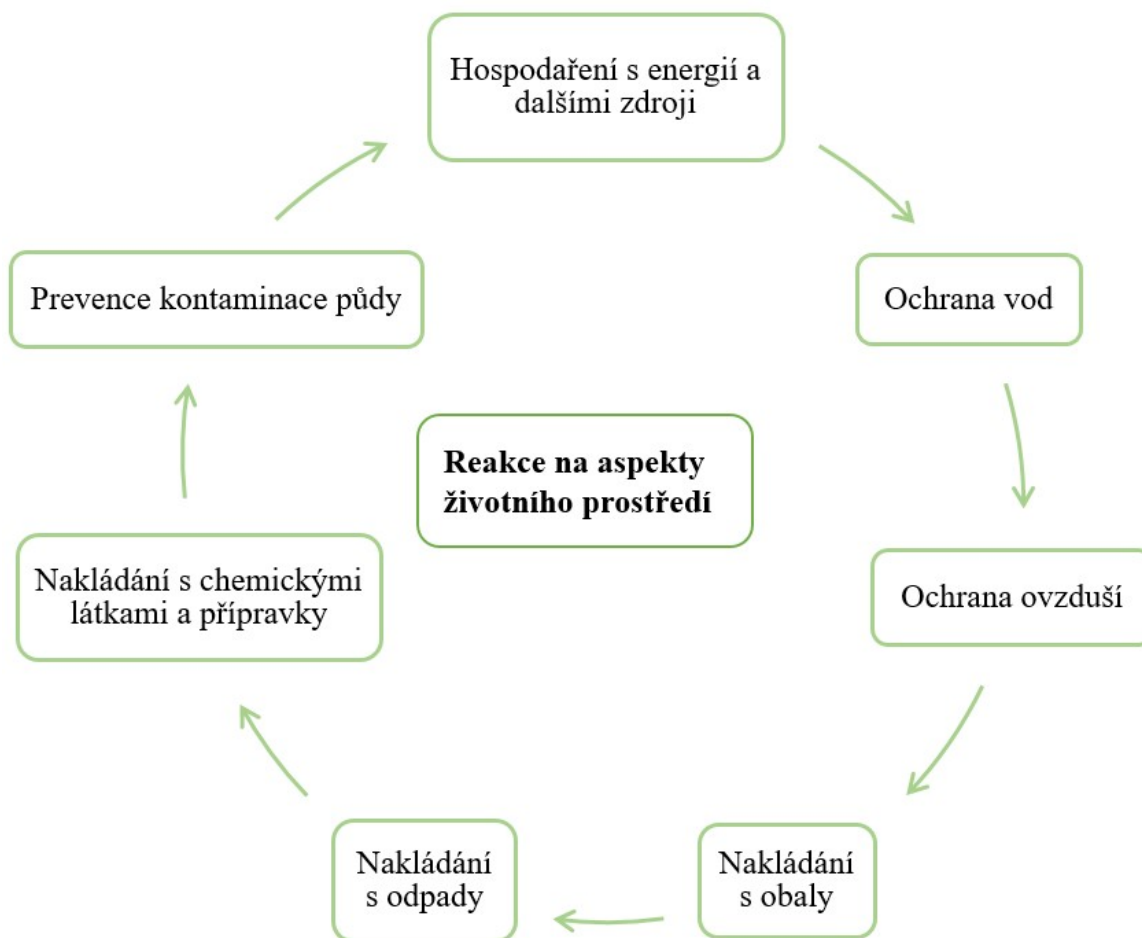 Hospodaření s energií a
dalšími zdroji
Ochrana vod
Ochrana ovzduší
Nakládání
s obaly
Nakládání
s odpady
Nakládání s chemickými
látkami a přípravky
Prevence kontaminace půdy
Reakce na aspekty
životního prostředí